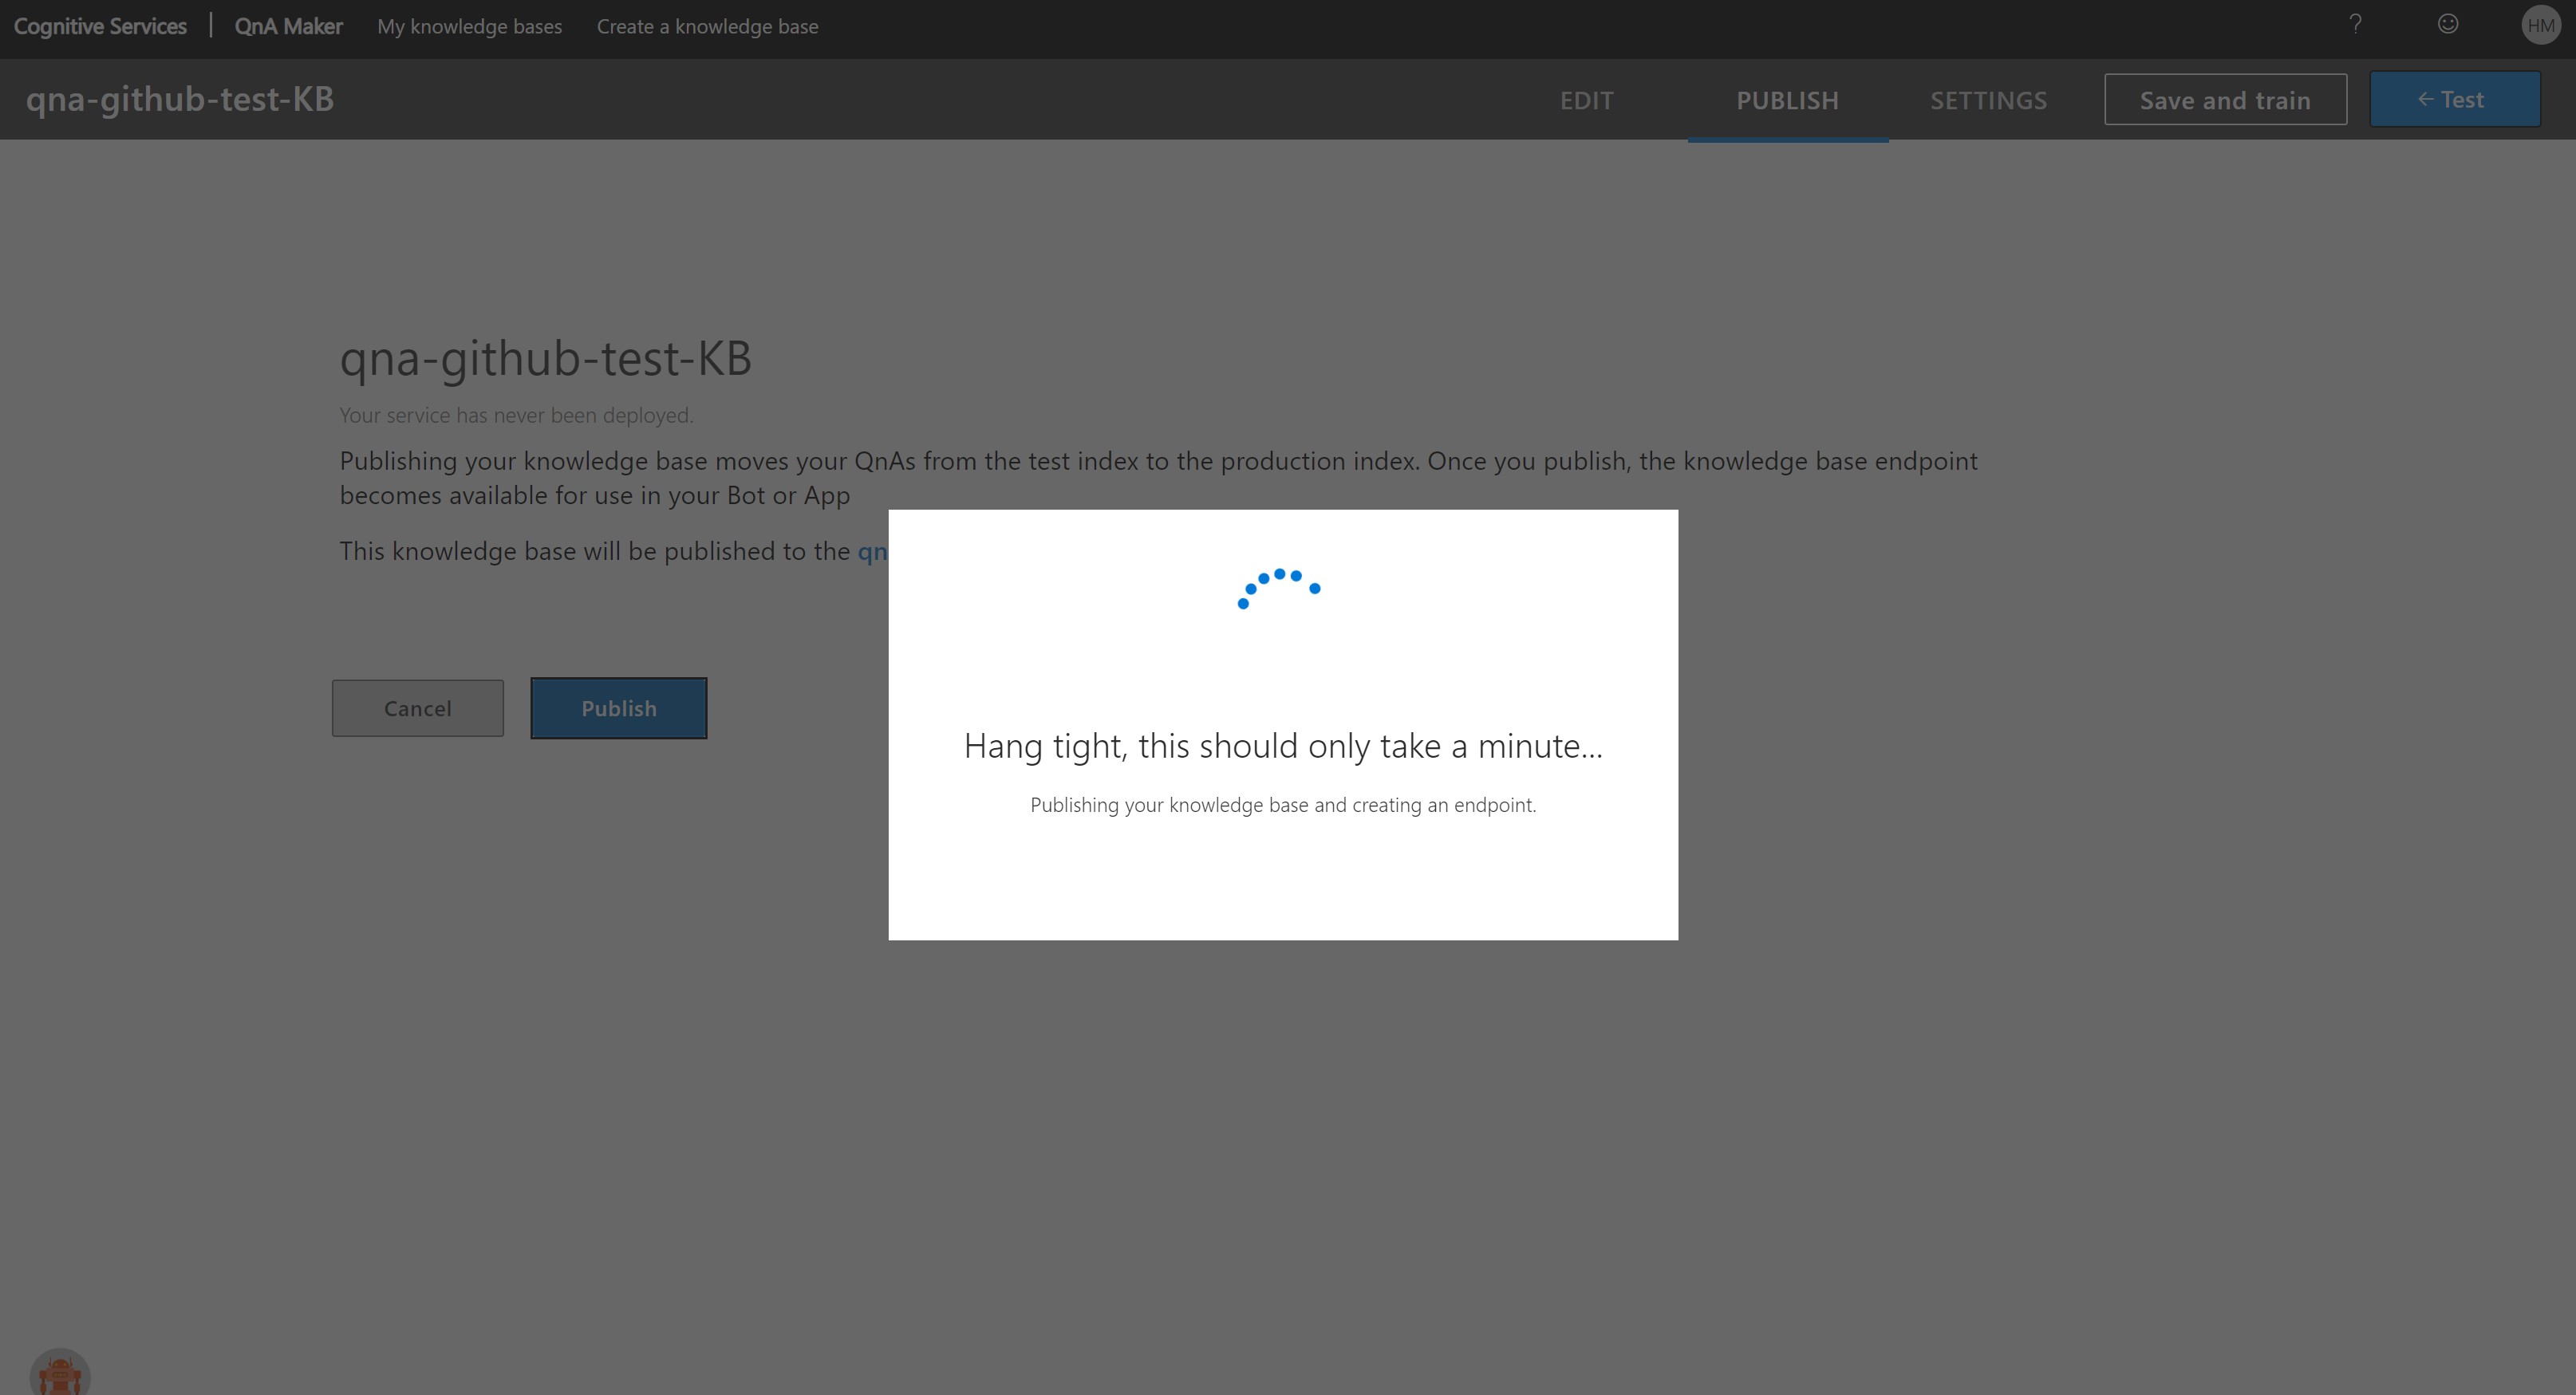 Cognitive Services | QnA Maker My knowledge bases Create a knowledge base ? HM
qna-github-test-KB EDIT PUBLISH SETTINGS Save and train ← Test
qna-github-test-KB
Your service has never been deployed.
Publishing your knowledge base moves your QnAs from the test index to the production index. Once you publish, the knowledge base endpoint
becomes available for use in your Bot or App
This knowledge base will be published to the qn
Cancel Publish
Hang tight, this should only take a minute...
Publishing your knowledge base and creating an endpoint.